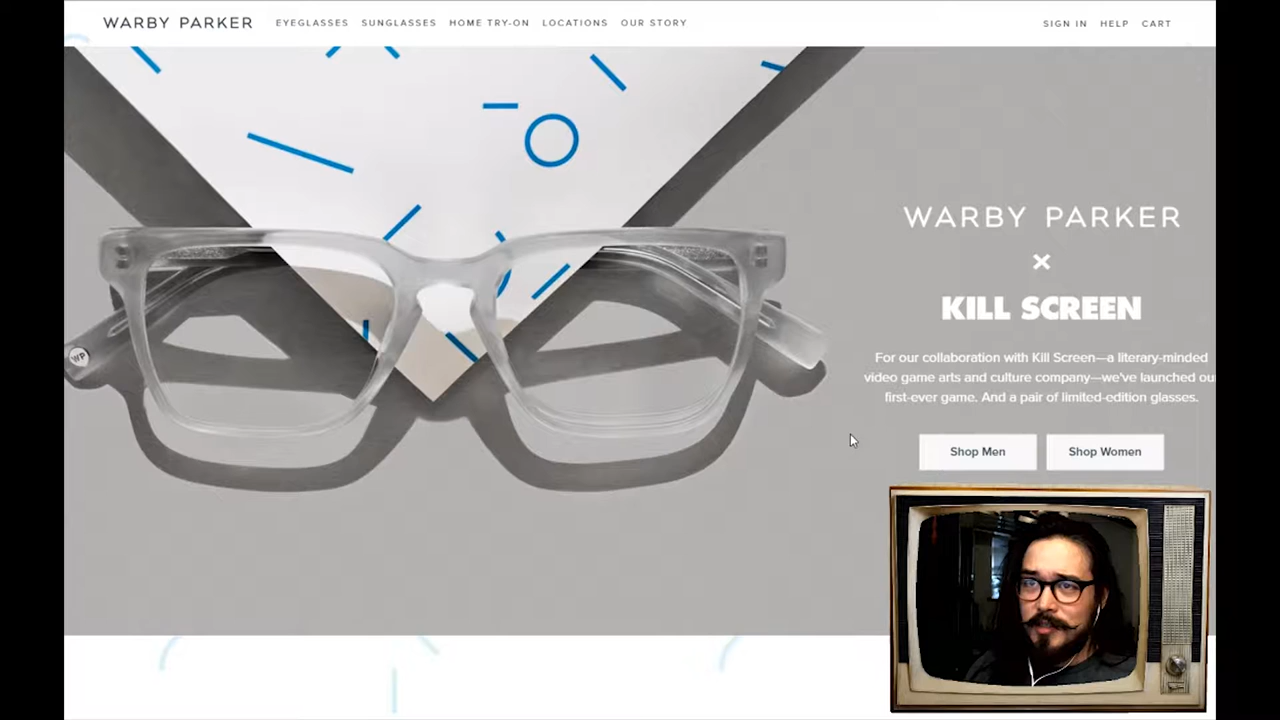 WARBY PARKER
EYEGLASSES SUNGLASSES HOME TRY-ON LOCATIONS OUR STORY
SIGN IN HELP CART
WP
WARBY PARKER
×
KILL SCREEN
For our collaboration with Kill Screen—a literary-minded
video game arts and culture company—we've launched ou
first-ever game. And a pair of limited-edition glasses.
Shop Men Shop Women